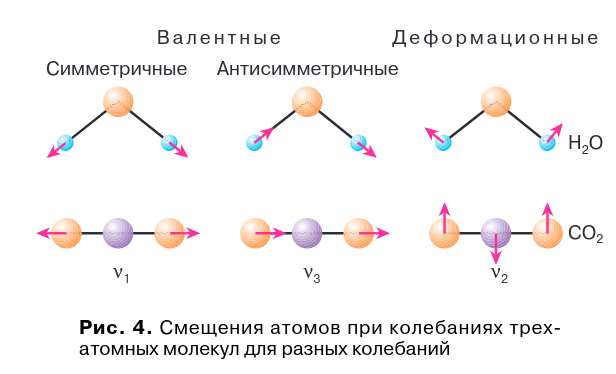 Валентные Деформационные
Симметричные Антисимметричные
H₂O
CO₂
ν₁ ν₃ ν₂
Рис. 4. Смещения атомов при колебаниях трех-
атомных молекул для разных колебаний